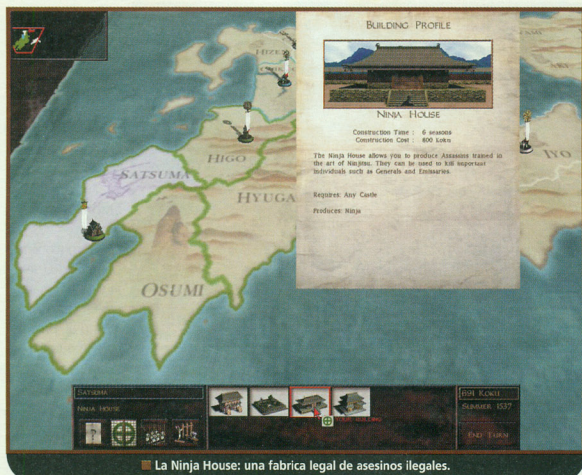 BUILDING PROFILE
NINJA HOUSE
Construction Time : 6 seasons
Construction Cost : 800 Koku
The Ninja House allows you to produce Assassins trained in
the art of Ninjitsu. They can be used to kill important
individuals such as Generals and Emissaries.
Requires: Any Castle
Produces: Ninja
HIZEN
HIGO
SATSUMA
HYUGA
OSUMI
IYO
SATSUMA
NINJA HOUSE
691 KOKU
SUMMER 1537
END TURN
La Ninja House: una fabrica legal de asesinos ilegales.